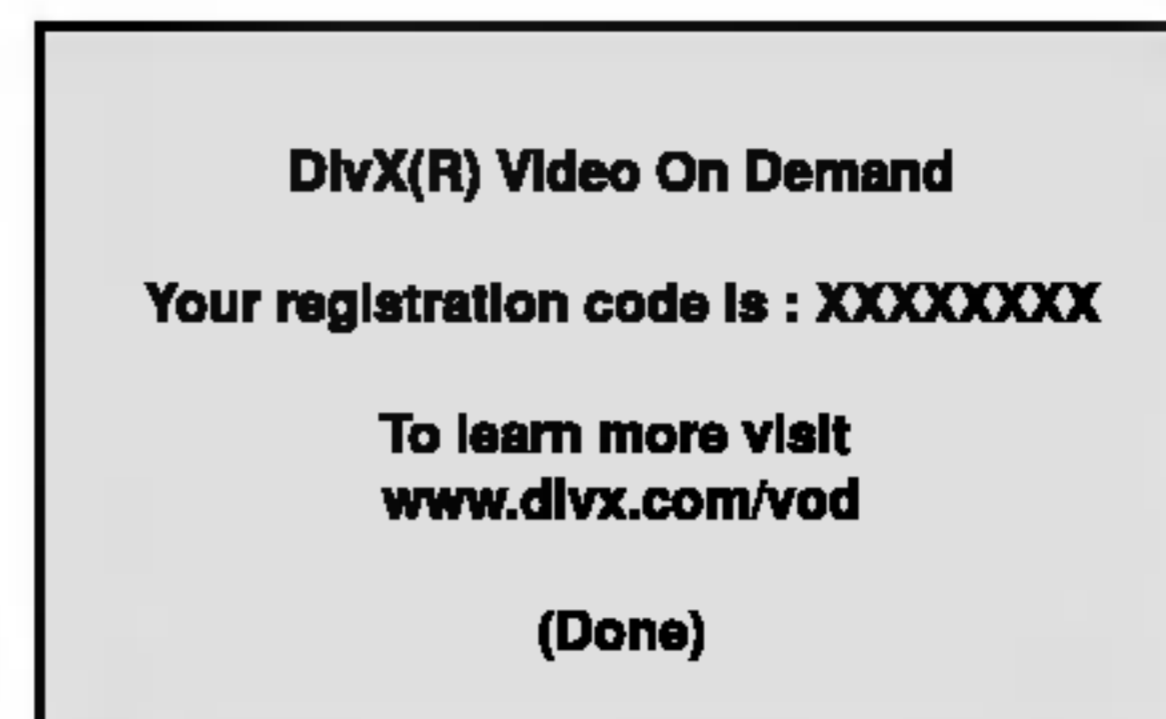 DivX(R) Video On Demand
Your registration code is : XXXXXXXX
To learn more visit
www.divx.com/vod
(Done)